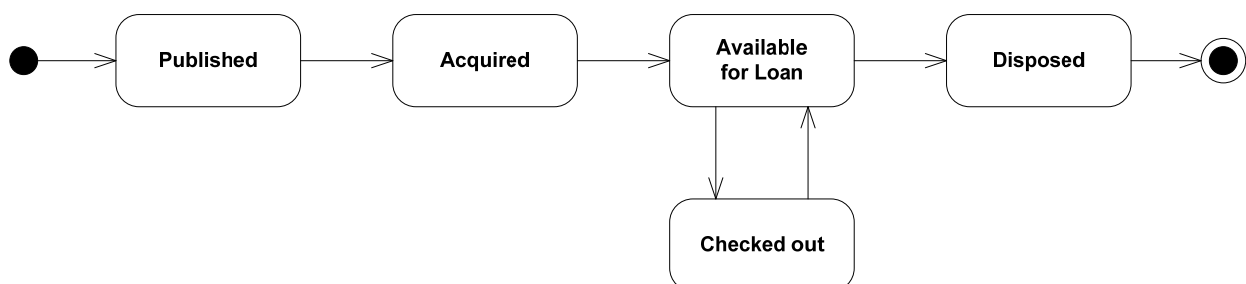 Published
Acquired
Available
for Loan
Disposed
Checked out